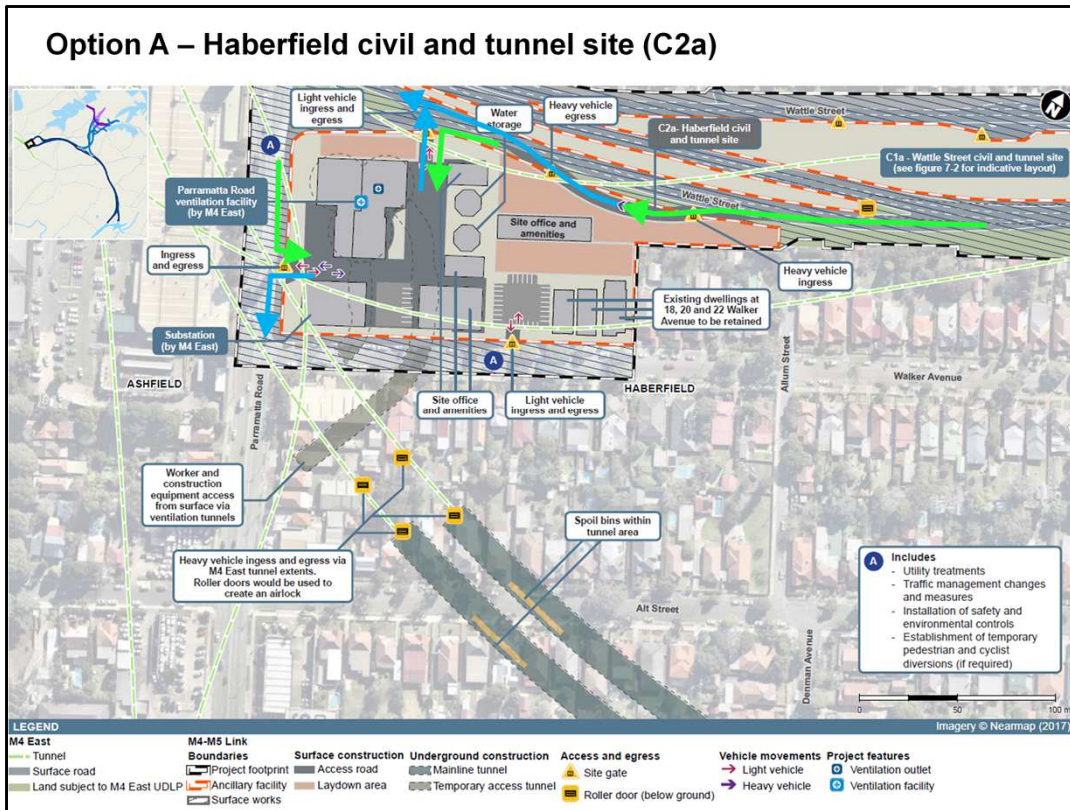 Option A – Haberfield civil and tunnel site (C2a)
Light vehicle
ingress and
egress
Water
storage
Heavy vehicle
egress
C2a- Haberfield civil
and tunnel site
Wattle Street
C1a - Wattle Street civil and tunnel site
(see figure 7-2 for indicative layout)
A
Parramatta Road
ventilation facility
(by M4 East)
Wattle Street
Site office and
amenities
Ingress
and egress
Heavy vehicle
ingress
Existing dwellings at
18, 20 and 22 Walker
Avenue to be retained
Substation
(by M4 East)
A
ASHFIELD
HABERFIELD
Parramatta Road
Allum Street
Walker Avenue
Site office
and amenities
Light vehicle
ingress and egress
Worker and
construction
equipment access
from surface via
ventilation tunnels
Spoil bins within
tunnel area
Heavy vehicle ingess and egress via
M4 East tunnel extents.
Roller doors would be used to
create an airlock
Alt Street
Denman Avenue
A Includes
- Utility treatments
- Traffic management changes
and measures
- Installation of safety and
environmental controls
- Establishment of temporary
pedestrian and cyclist
diversions (if required)
0 50 100 m
LEGEND
Imagery © Nearmap (2017)
M4 East
Tunnel
Surface road
Land subject to M4 East UDLP
M4-M5 Link
Boundaries
Project footprint
Ancillary facility
Surface works
Surface construction
Access road
Laydown area
Underground construction
Mainline tunnel
Temporary access tunnel
Access and egress
Site gate
Roller door (below ground)
Vehicle movements
Light vehicle
Heavy vehicle
Project features
Ventilation outlet
Ventilation facility